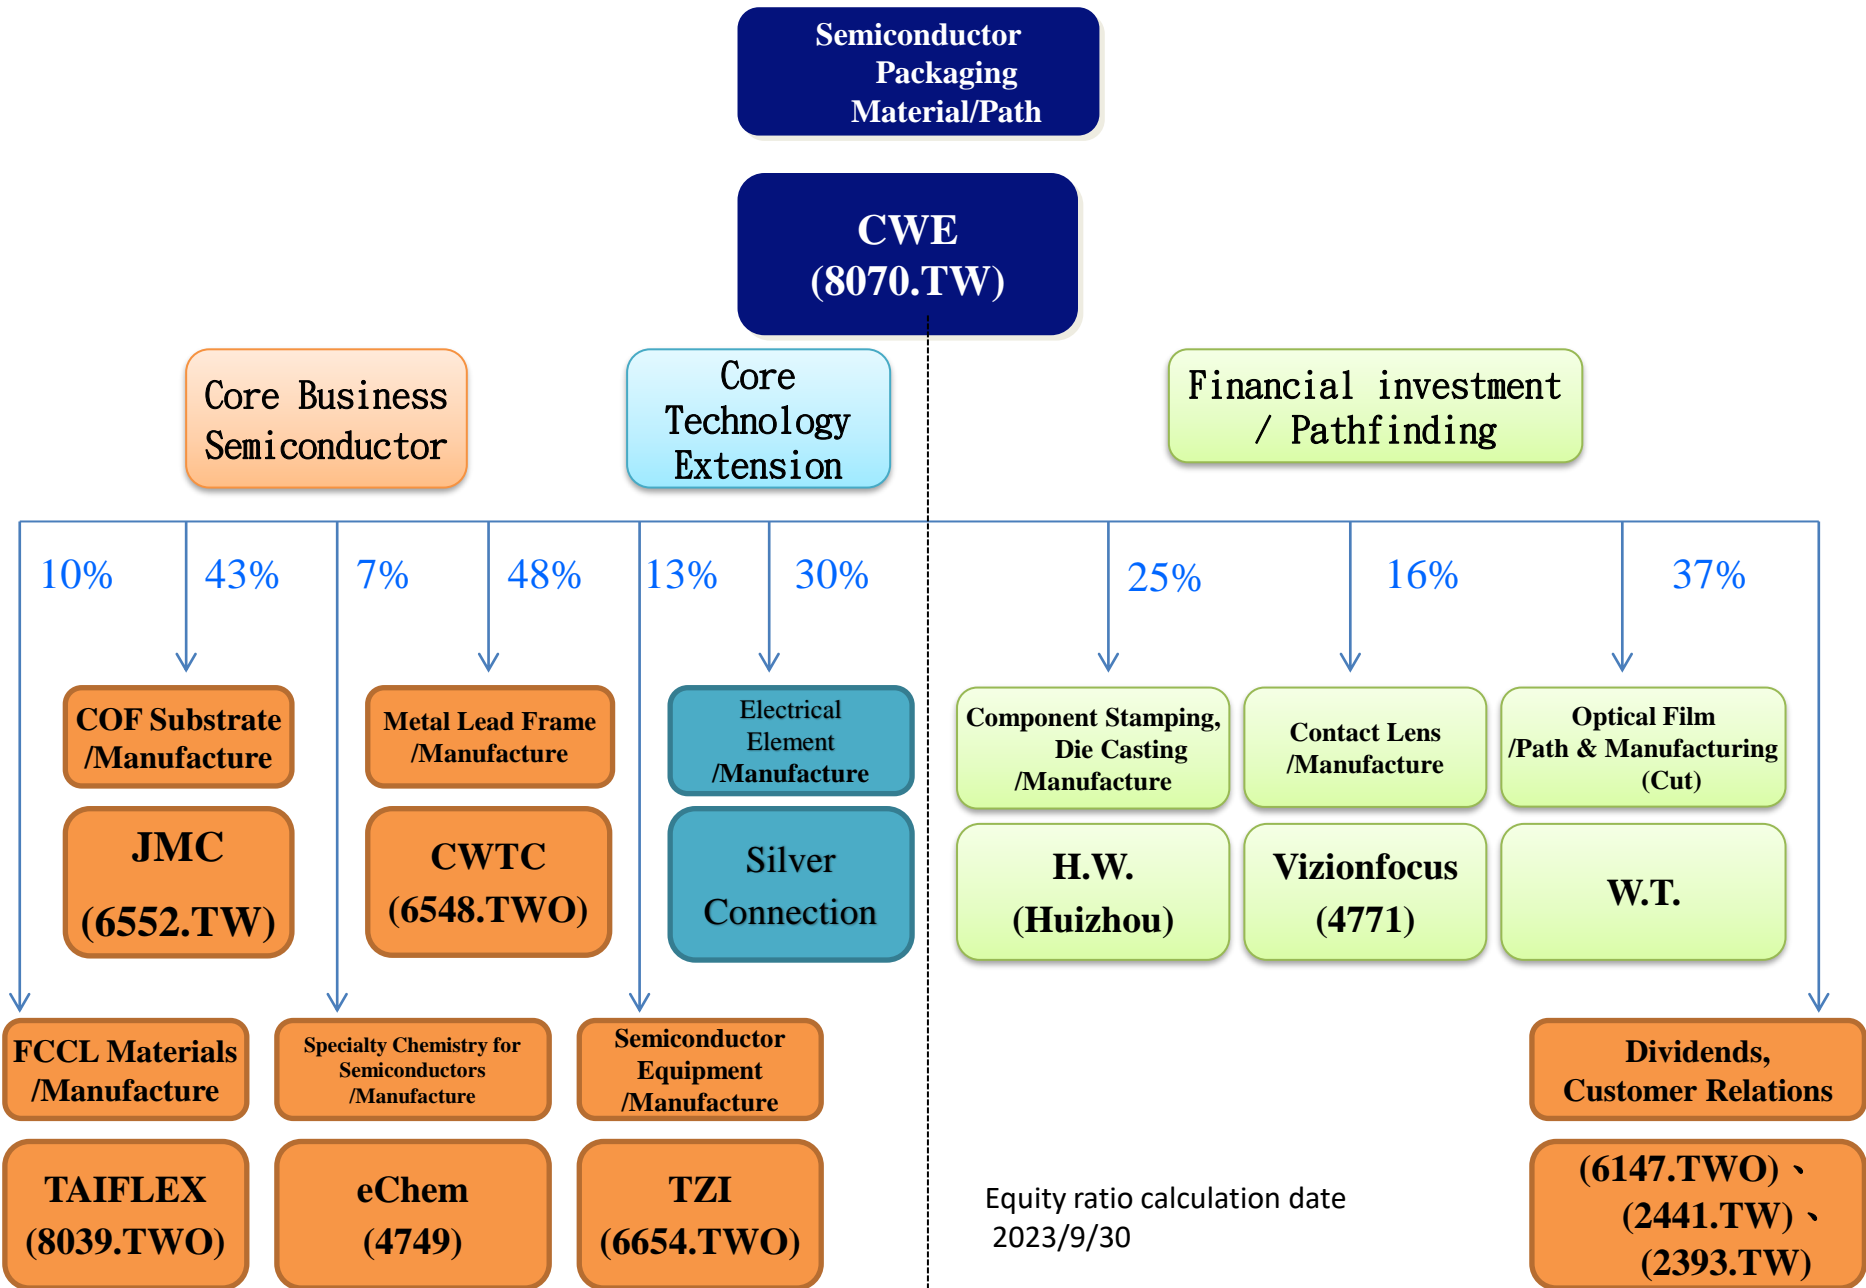 Semiconductor
Packaging
Material/Path
CWE
(8070.TW)
Core Business
Semiconductor
Core
Technology
Extension
Financial investment
/ Pathfinding
10%
43%
7%
48%
13%
30%
25%
16%
37%
COF Substrate
/Manufacture
JMC
(6552.TW)
Metal Lead Frame
/Manufacture
CWTC
(6548.TWO)
Electrical
Element
/Manufacture
Silver
Connection
Component Stamping,
Die Casting
/Manufacture
H.W.
(Huizhou)
Contact Lens
/Manufacture
Vizionfocus
(4771)
Optical Film
/Path & Manufacturing
(Cut)
W.T.
FCCL Materials
/Manufacture
TAIFLEX
(8039.TWO)
Specialty Chemistry for
Semiconductors
/Manufacture
eChem
(4749)
Semiconductor
Equipment
/Manufacture
TZI
(6654.TWO)
Equity ratio calculation date
2023/9/30
Dividends,
Customer Relations
(6147.TWO)、
(2441.TW)、
(2393.TW)